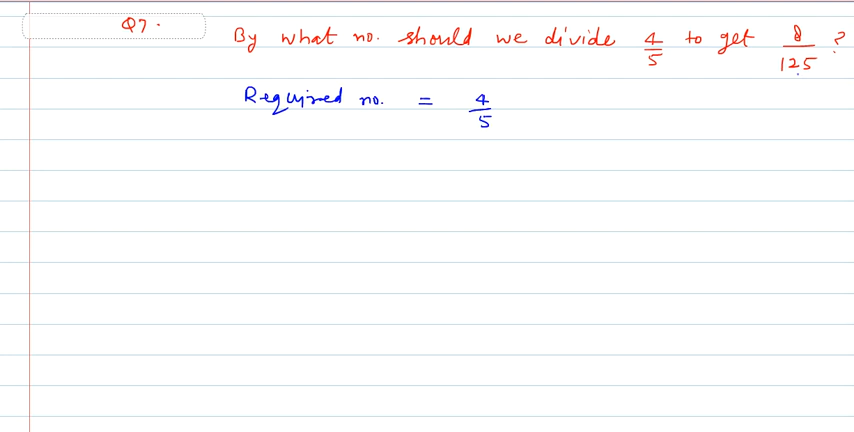 Q7.
By what no. should we divide 4/5 to get 8/125 ?
Required no. = 4/5